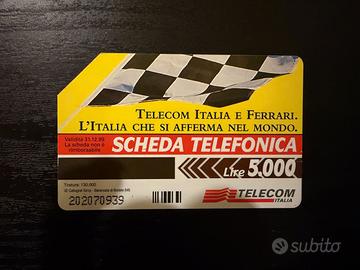 TELECOM ITALIA E FERRARI.
L'ITALIA CHE SI AFFERMA NEL MONDO.
Validità 31.12.99
La scheda non è
rimborsabile
SCHEDA TELEFONICA
Lire 5.000
Tiratura: 130.000
202070939
TELECOM
ITALIA
subito